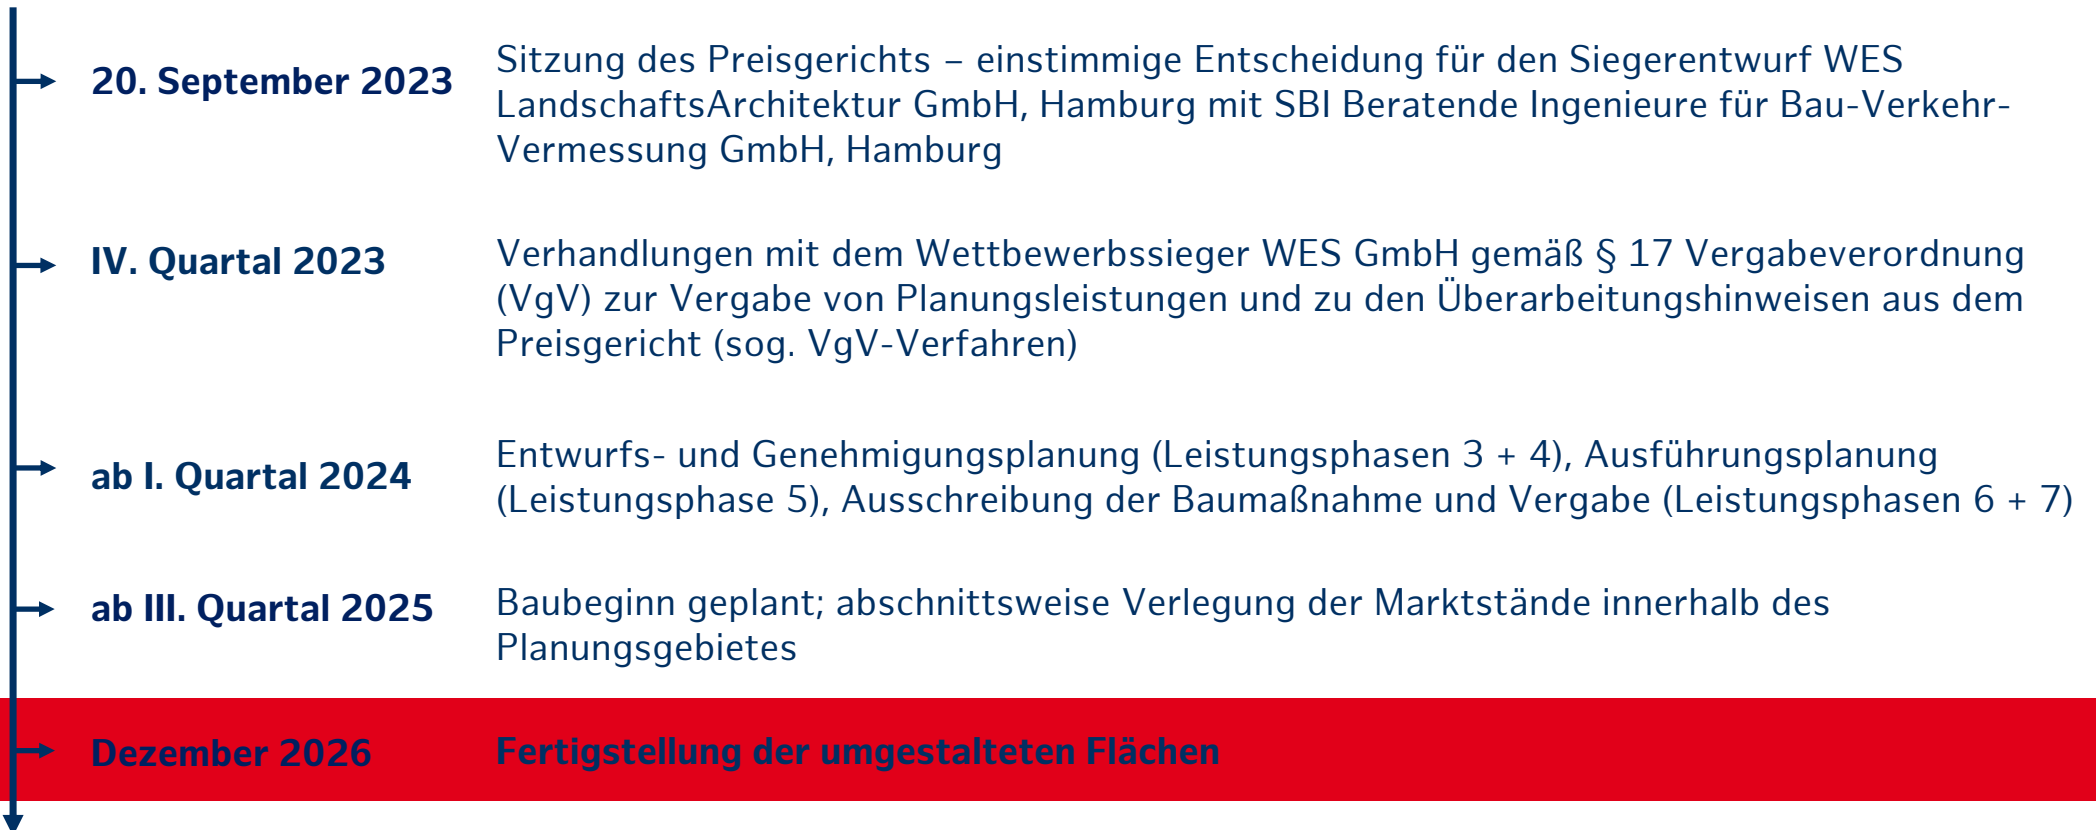 20. September 2023
Sitzung des Preisgerichts – einstimmige Entscheidung für den Siegerentwurf WES
LandschaftsArchitektur GmbH, Hamburg mit SBI Beratende Ingenieure für Bau-Verkehr-
Vermessung GmbH, Hamburg
IV. Quartal 2023
Verhandlungen mit dem Wettbewerbssieger WES GmbH gemäß § 17 Vergabeverordnung
(VgV) zur Vergabe von Planungsleistungen und zu den Überarbeitungshinweisen aus dem
Preisgericht (sog. VgV-Verfahren)
ab I. Quartal 2024
Entwurfs- und Genehmigungsplanung (Leistungsphasen 3 + 4), Ausführungsplanung
(Leistungsphase 5), Ausschreibung der Baumaßnahme und Vergabe (Leistungsphasen 6 + 7)
ab III. Quartal 2025
Baubeginn geplant; abschnittsweise Verlegung der Marktstände innerhalb des
Planungsgebietes
Dezember 2026
Fertigstellung der umgestalteten Flächen